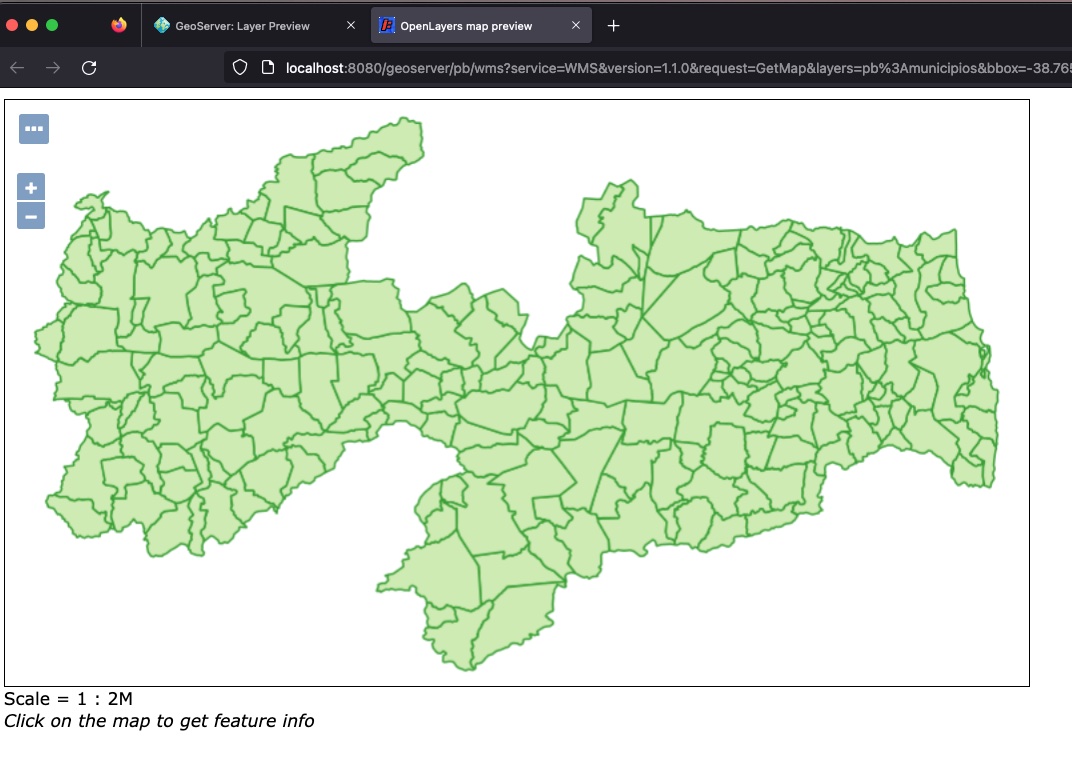 GeoServer: Layer Preview
OpenLayers map preview
localhost:8080/geoserver/pb/wms?service=WMS&version=1.1.0&request=GetMap&layers=pb%3Amunicipios&bbox=-38.765
+
−
Scale = 1 : 2M
Click on the map to get feature info